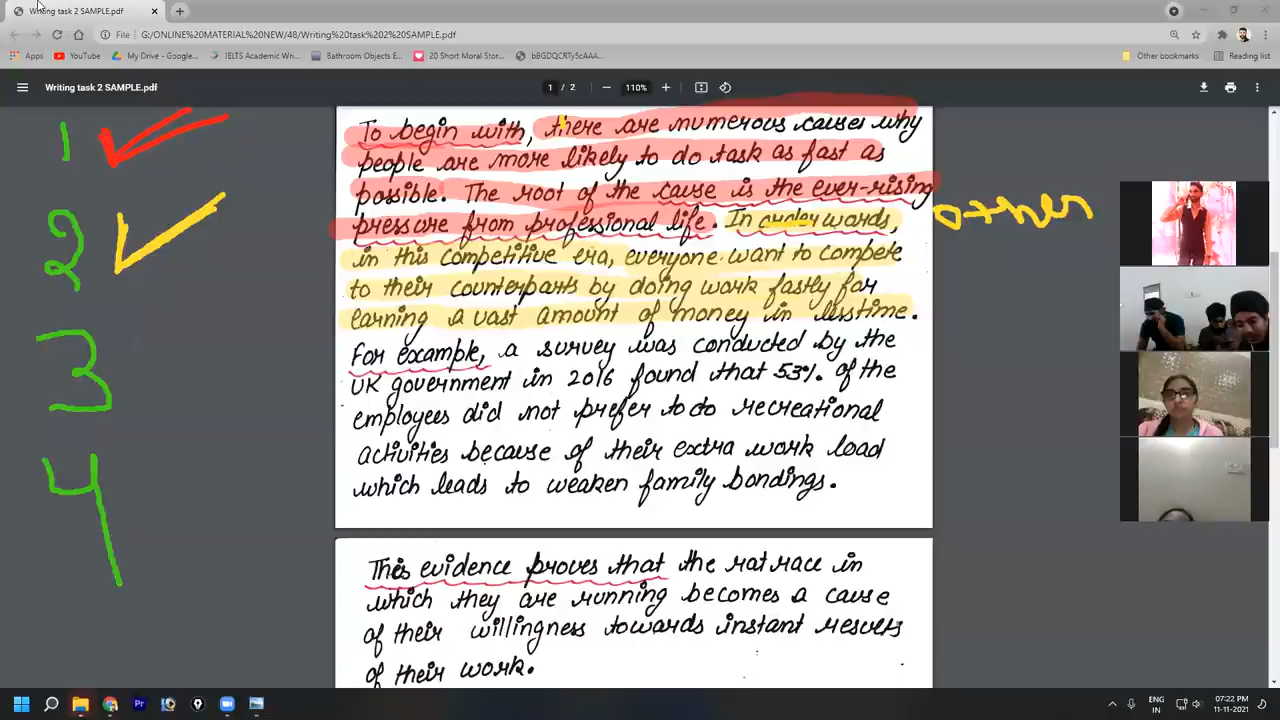 Writing task 2 SAMPLE.pdf
File G:/ONLINE%20MATERIAL%20NEW/48/Writing%20task%202%20SAMPLE.pdf
Apps YouTube My Drive - Google... IELTS Academic Wri... Bathroom Objects E... 20 Short Moral Stor... bBGDQCRTy5cAAA... Other bookmarks Reading list
Writing task 2 SAMPLE.pdf 1 / 2 110%
1
2
3
4
To begin with, there are numerous causes why
people are more likely to do task as fast as
possible. The root of the cause is the ever-rising
pressure from professional life. In order words,
other
in this competitive era, everyone want to compete
to their counterparts by doing work fastly for
earning a vast amount of money in less time.
For example, a survey was conducted by the
UK government in 2016 found that 53%. of the
employees did not prefer to do recreational
activities because of their extra work load
which leads to weaken family bondings.
This evidence proves that the rat race in
which they are running becomes a cause
of their willingness towards instant
of their work.
ENG
IN
07:22 PM
11-11-2021